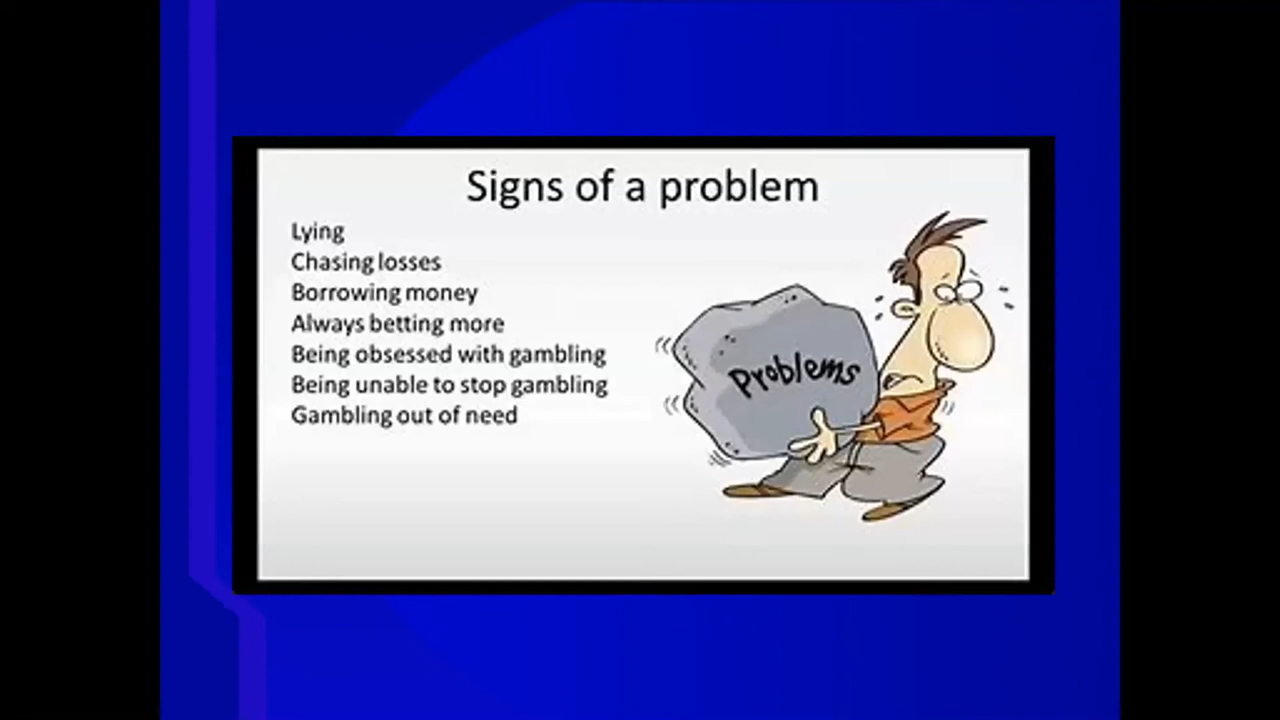 Signs of a problem
Lying
Chasing losses
Borrowing money
Always betting more
Being obsessed with gambling
Being unable to stop gambling
Gambling out of need
Problems